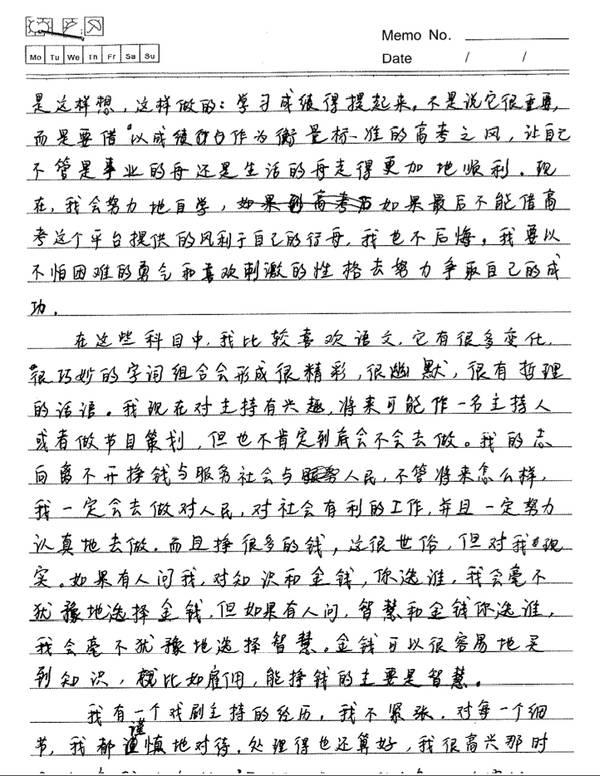 Memo No.
Mo Tu We Th Fr Sa Su
Date / /
是这样想,这样做的:学习成绩得提起来。不是说它很重要,
而是要借"以成绩作为衡量标准的高考之风,让自己
不管是事业的舟还是生活的舟走得更加地顺利。现
在,我会努力地自学,如果最后不能借高
考这个平台提供的风利于自己的行舟,我也不后悔。我要以
不怕困难的勇气和喜欢刺激的性格去努力争取自己的成
功.
在这些科目中,我比较喜欢语文,它有很多变化,
很巧妙的字词组合会形成很精彩,很幽默,很有哲理
的话语。我现在对主持有兴趣,将来可能作一名主持人
或者做节目策划,但也不肯定到底会不会去做。我的志
向离不开挣钱与服务社会与人民,不管将来怎么样,
我一定会去做对人民,对社会有利的工作,并且一定努力
认真地去做.而且挣很多的钱,这很世俗,但对我现
实。如果有人问我,对知识和金钱,你选谁,我会毫不
犹豫地选择金钱,但如果有人问,智慧和金钱你选谁,
我会毫不犹豫地选择智慧。金钱可以很容易地买
到知识,比如雇佣,能挣钱的主要是智慧。
我有一个戏剧主持的经历,我不紧张,对每一个细
节,我都谨慎地对待.处理得也还算好,我很高兴那时